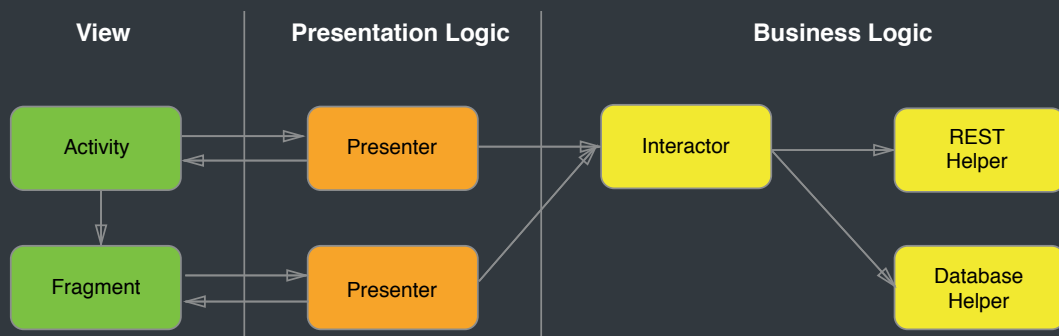 View
Presentation Logic
Business Logic
Activity
Presenter
Interactor
REST
Helper
Fragment
Presenter
Database
Helper